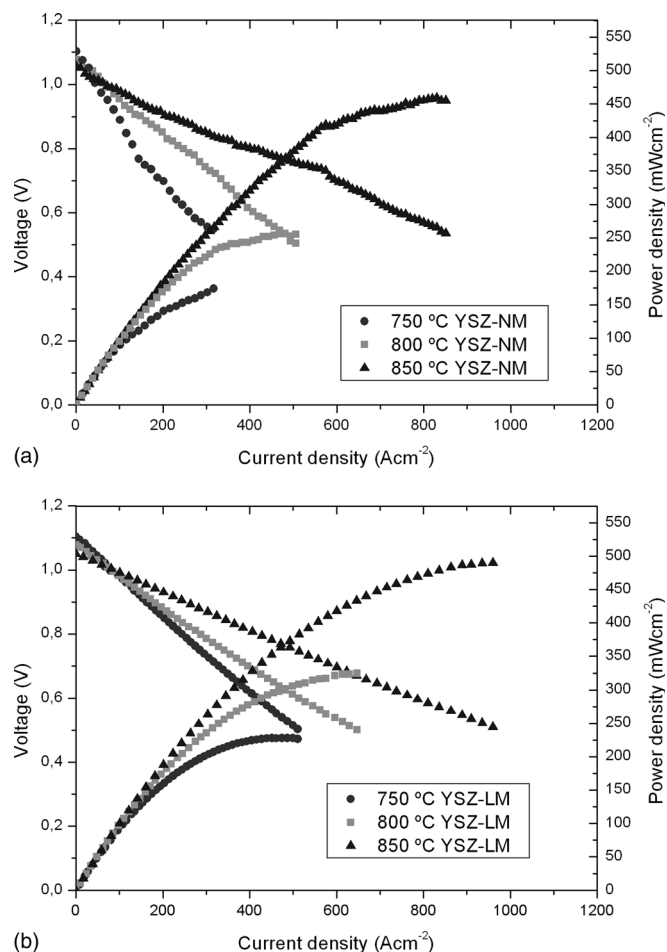 1,2
1,0
0,8
0,6
0,4
0,2
0,0
Voltage (V)
550
500
450
400
350
300
250
200
150
100
50
0
Power density (mWcm-2)
750 ºC YSZ-NM
800 ºC YSZ-NM
850 ºC YSZ-NM
0 200 400 600 800 1000 1200
(a)
Current density (Acm-2)
1,2
1,0
0,8
0,6
0,4
0,2
0,0
Voltage (V)
550
500
450
400
350
300
250
200
150
100
50
0
Power density (mWcm-2)
750 ºC YSZ-LM
800 ºC YSZ-LM
850 ºC YSZ-LM
0 200 400 600 800 1000 1200
(b)
Current density (Acm-2)